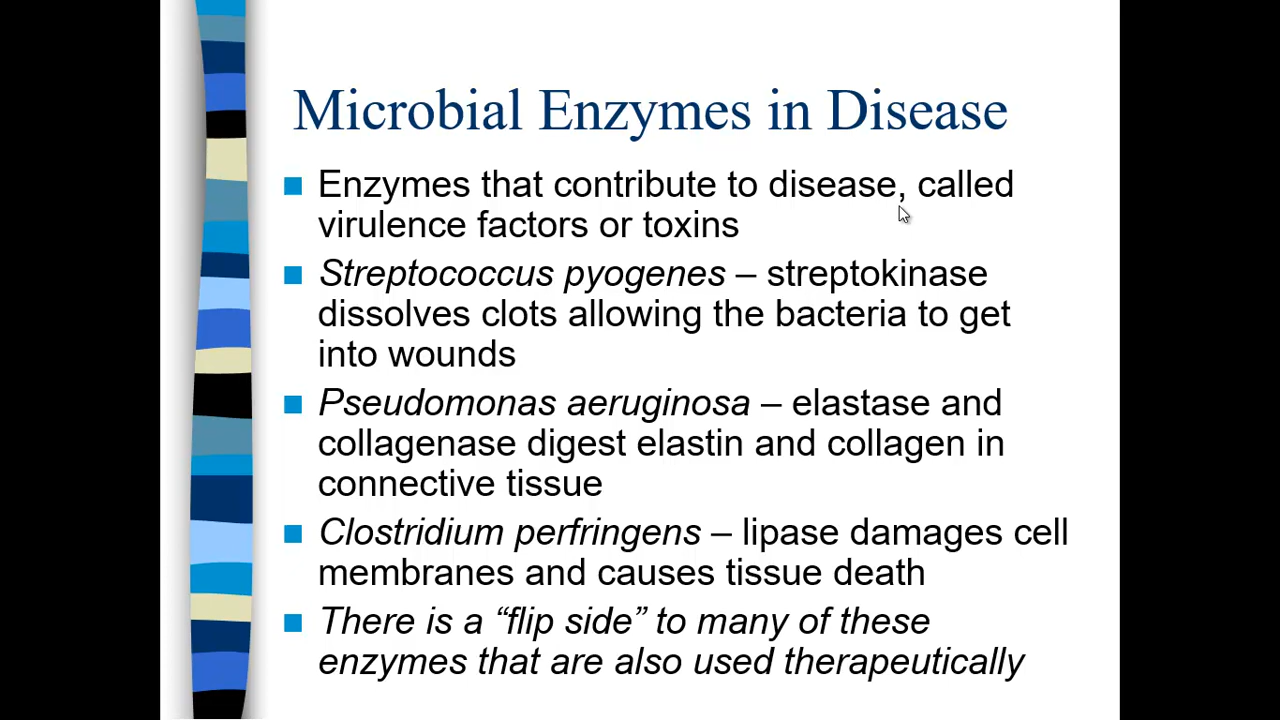 Microbial Enzymes in Disease
Enzymes that contribute to disease, called
virulence factors or toxins
Streptococcus pyogenes – streptokinase
dissolves clots allowing the bacteria to get
into wounds
Pseudomonas aeruginosa – elastase and
collagenase digest elastin and collagen in
connective tissue
Clostridium perfringens – lipase damages cell
membranes and causes tissue death
There is a “flip side” to many of these
enzymes that are also used therapeutically